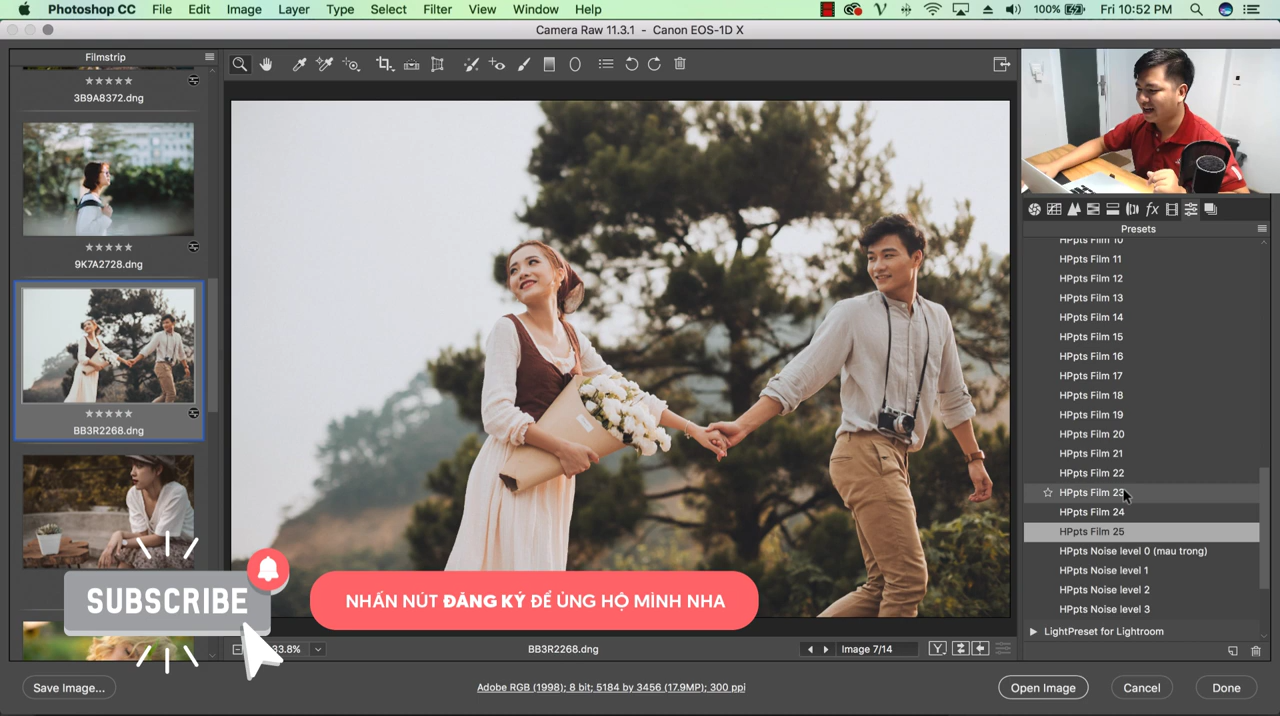 Photoshop CC File Edit Image Layer Type Select Filter View Window Help 100% Fri 10:52 PM
Camera Raw 11.3.1 - Canon EOS-1D X
Filmstrip
3B9A8372.dng
9K7A2728.dng
BB3R2268.dng
SUBSCRIBE
NHẤN NÚT ĐĂNG KÝ ĐỂ ỦNG HỘ MÌNH NHA
33.8%
BB3R2268.dng
Image 7/14
Save Image...
Adobe RGB (1998); 8 bit; 5184 by 3456 (17.9MP); 300 ppi
Open Image
Cancel
Done
Presets
HPpts Film 10
HPpts Film 11
HPpts Film 12
HPpts Film 13
HPpts Film 14
HPpts Film 15
HPpts Film 16
HPpts Film 17
HPpts Film 18
HPpts Film 19
HPpts Film 20
HPpts Film 21
HPpts Film 22
HPpts Film 23
HPpts Film 24
HPpts Film 25
HPpts Noise level 0 (mau trong)
HPpts Noise level 1
HPpts Noise level 2
HPpts Noise level 3
LightPreset for Lightroom